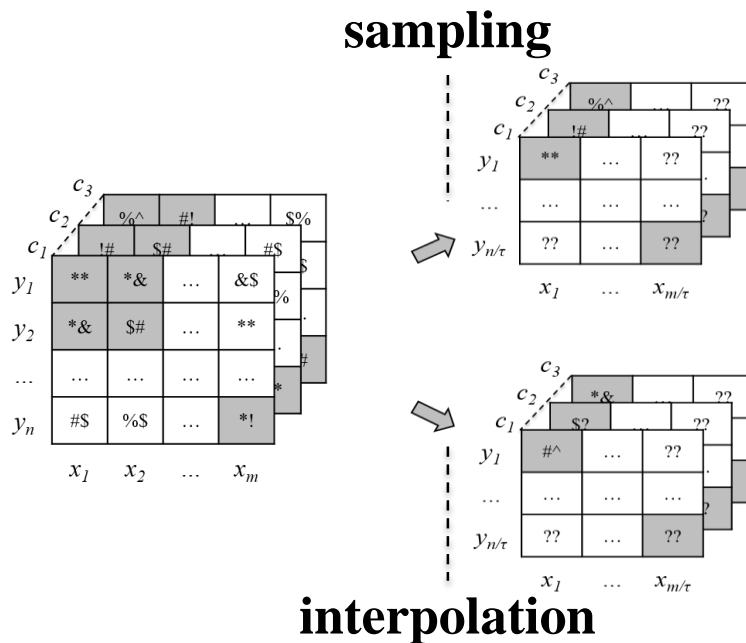 sampling
c3
c2
c1
%^ #! … $%
!# $# … #$
y1 ** *& … &$
y2 *& $# … **
… … … … …
yn #$ %$ … *!
x1 x2 … xm
c3
c2
c1
%^ … ??
!# … ??
y1 ** … ??
… … … …
yn/τ ?? … ??
x1 … xm/τ
c3
c2
c1
*& … ??
$? … ??
y1 #^ … ??
… … … …
yn/τ ?? … ??
x1 … xm/τ
interpolation